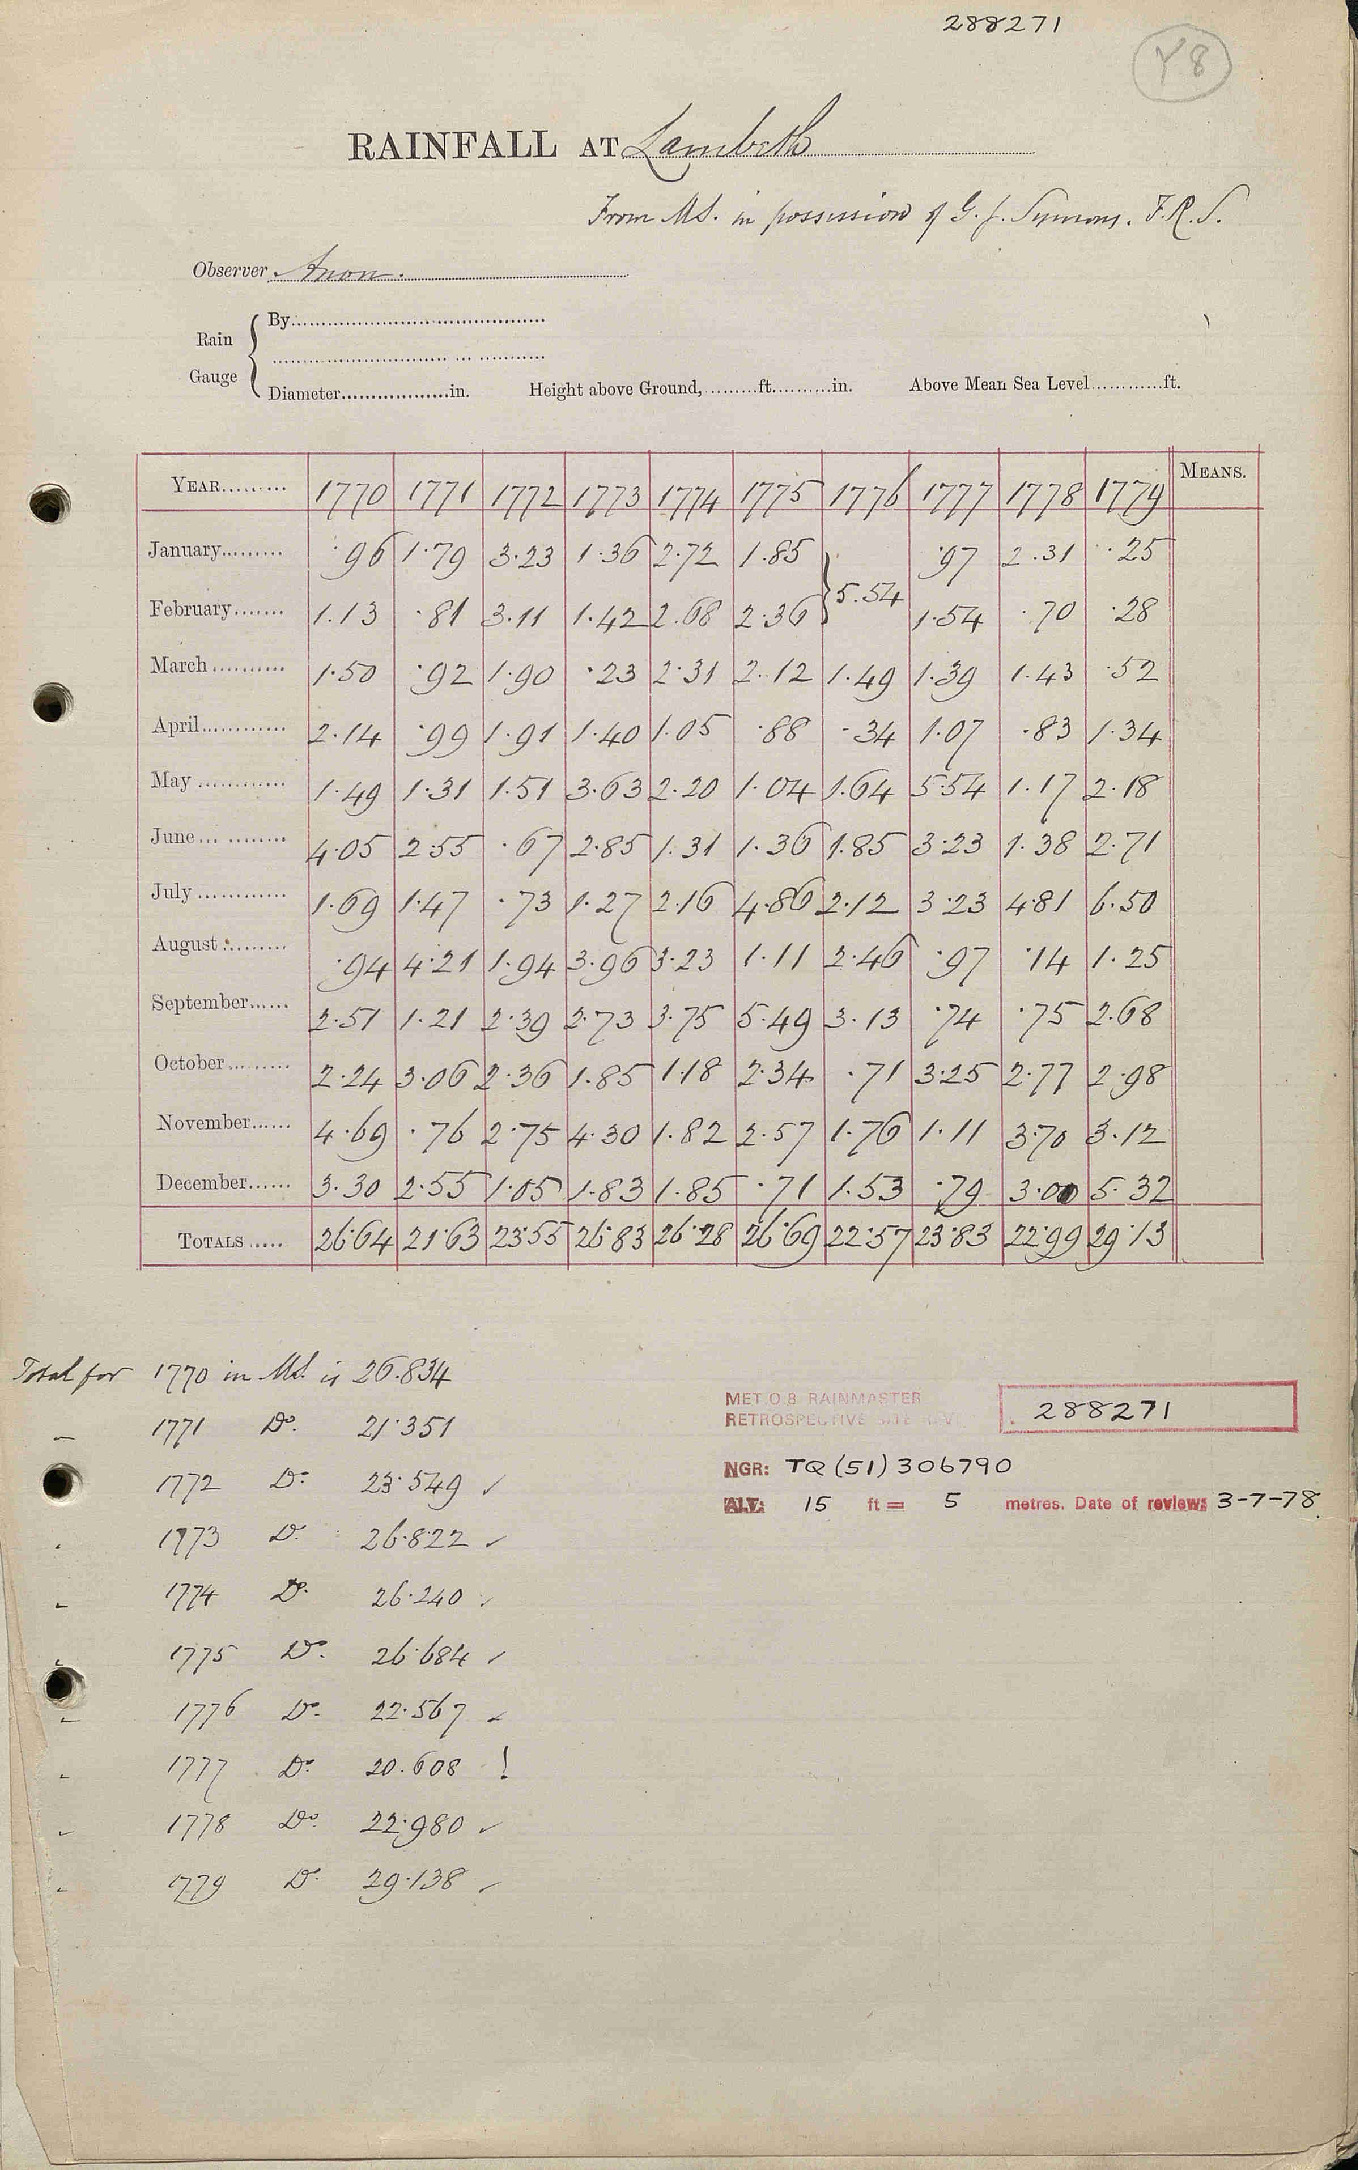 288271
Y8
RAINFALL AT Lambeth
From MS. in possession of G. J. Symons. F.R.S.
Observer Anon.
Rain Gauge { By
Diameter in. Height above Ground, ft. in. Above Mean Sea Level ft.
YEAR 1770 1771 1772 1773 1774 1775 1776 1777 1778 1779 MEANS.
January ·96 1·79 3·23 1·36 2·72 1·85 } 5·54 ·97 2·31 ·25
February 1·13 ·81 3·11 1·42 2·68 2·36 1·54 ·70 ·28
March 1·50 ·92 1·90 ·23 2·31 2·12 1·49 1·39 1·43 ·52
April 2·14 ·99 1·91 1·40 1·05 ·88 ·34 1·07 ·83 1·34
May 1·49 1·31 1·51 3·63 2·20 1·04 1·64 5·54 1·17 2·18
June 4·05 2·55 ·67 2·85 1·31 1·36 1·85 3·23 1·38 2·71
July 1·69 1·47 ·73 1·27 2·16 4·86 2·12 3·23 4·81 6·50
August ·94 4·21 1·94 3·96 3·23 1·11 2·46 ·97 ·14 1·25
September 2·51 1·21 2·39 2·73 3·75 5·49 3·13 ·74 ·75 2·68
October 2·24 3·06 2·36 1·85 1·18 2·34 ·71 3·25 2·77 2·98
November 4·69 ·76 2·75 4·30 1·82 2·57 1·76 1·11 3·70 3·12
December 3·30 2·55 1·05 1·83 1·85 ·71 1·53 ·79 3·00 5·32
TOTALS 26·64 21·63 23·55 26·83 26·28 26·69 22·57 23·83 22·99 29·13
Total for 1770 in MS. is 26.834
1771 Do. 21·351
1772 Do. 23·549 ✓
1773 Do. 26·822 ✓
1774 Do. 26·240 ✓
1775 Do. 26·684 ✓
1776 Do. 22·567 ✓
1777 Do. 20.608 !
1778 Do. 22·980 ✓
1779 Do. 29·138 ✓
MET.O.8 RAINMASTER
RETROSPECTIVE SITE
288271
NGR: TQ (51) 306790
ALT: 15 ft = 5 metres. Date of review: 3-7-78